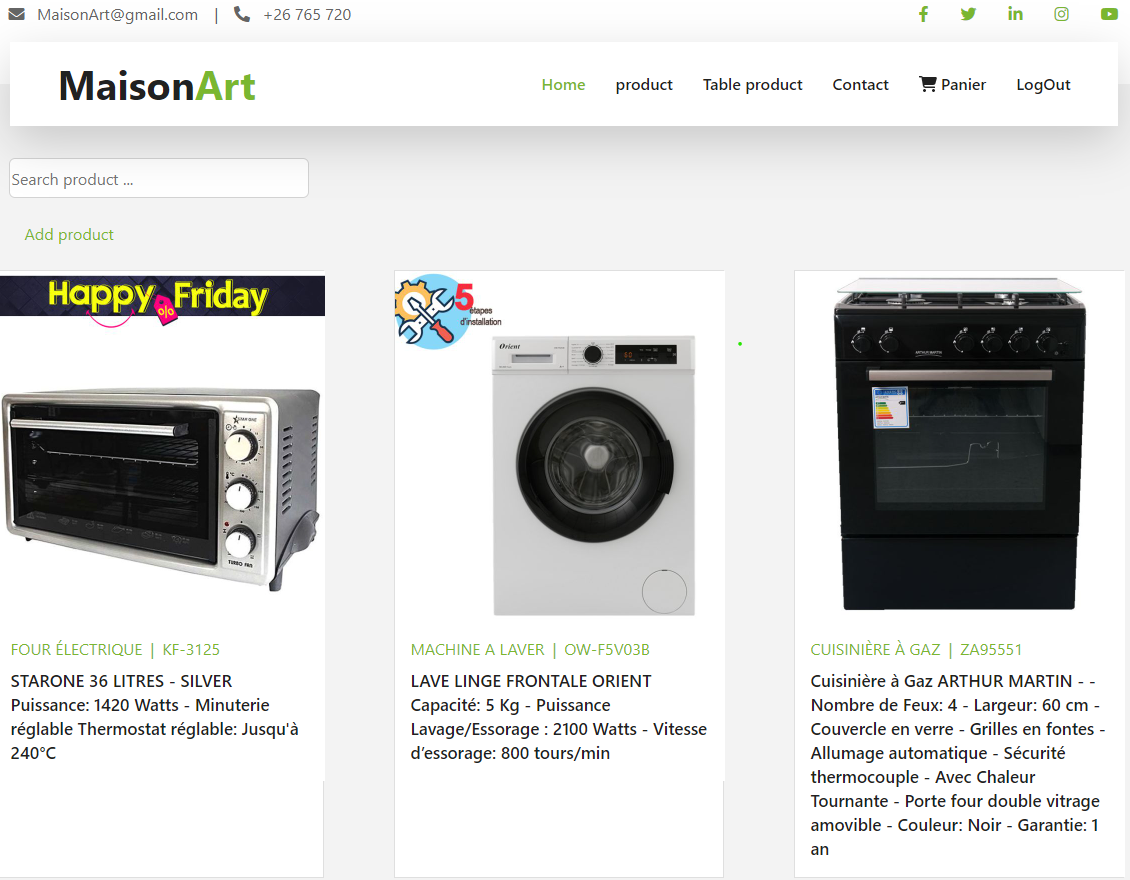 MaisonArt@gmail.com | +26 765 720
MaisonArt
Home product Table product Contact Panier LogOut
Search product ...
Add product
Happy % Friday
STAR ONE
TURBO FAN
FOUR ÉLECTRIQUE | KF-3125
STARONE 36 LITRES - SILVER
Puissance: 1420 Watts - Minuterie
réglable Thermostat réglable: Jusqu'à
240°C
5
étapes
d'installation
Orient
MACHINE A LAVER | OW-F5V03B
LAVE LINGE FRONTALE ORIENT
Capacité: 5 Kg - Puissance
Lavage/Essorage : 2100 Watts - Vitesse
d’essorage: 800 tours/min
ARTHUR MARTIN
CUISINIÈRE À GAZ | ZA95551
Cuisinière à Gaz ARTHUR MARTIN - -
Nombre de Feux: 4 - Largeur: 60 cm -
Couvercle en verre - Grilles en fontes -
Allumage automatique - Sécurité
thermocouple - Avec Chaleur
Tournante - Porte four double vitrage
amovible - Couleur: Noir - Garantie: 1
an